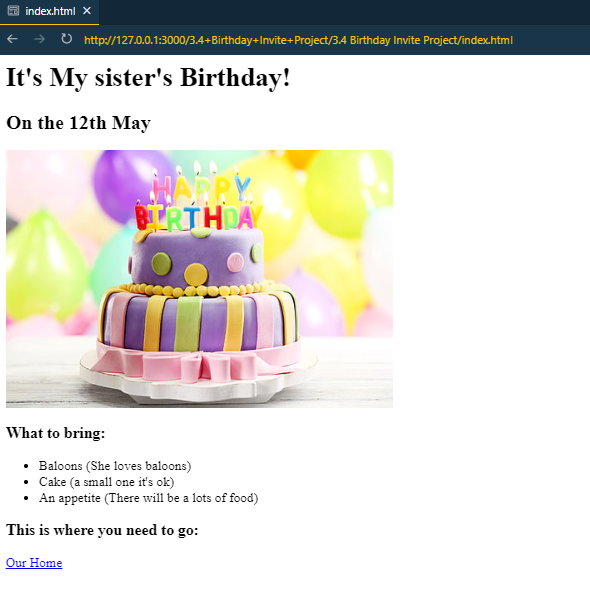 index.html
http://127.0.0.1:3000/3.4+Birthday+Invite+Project/3.4 Birthday Invite Project/index.html
It's My sister's Birthday!
On the 12th May
HAPPY
BIRTHDAY
What to bring:
Baloons (She loves baloons)
Cake (a small one it's ok)
An appetite (There will be a lots of food)
This is where you need to go:
Our Home